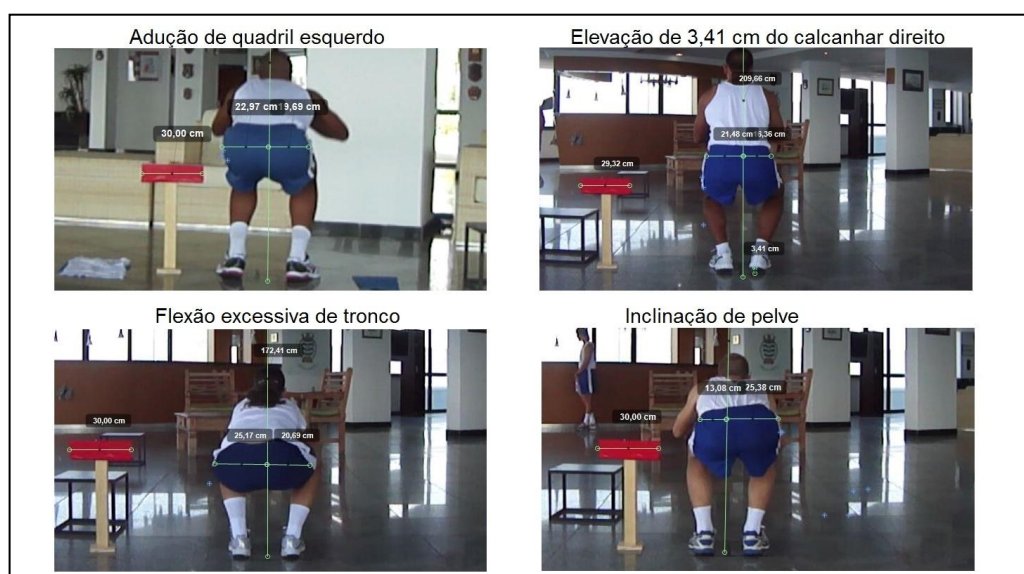 Adução de quadril esquerdo
22,97 cm
19,69 cm
30,00 cm
Elevação de 3,41 cm do calcanhar direito
209,66 cm
21,48 cm
29,32 cm
3,41 cm
Flexão excessiva de tronco
172,41 cm
30,00 cm
25,17 cm
20,69 cm
Inclinação de pelve
13,08 cm
25,38 cm
30,00 cm